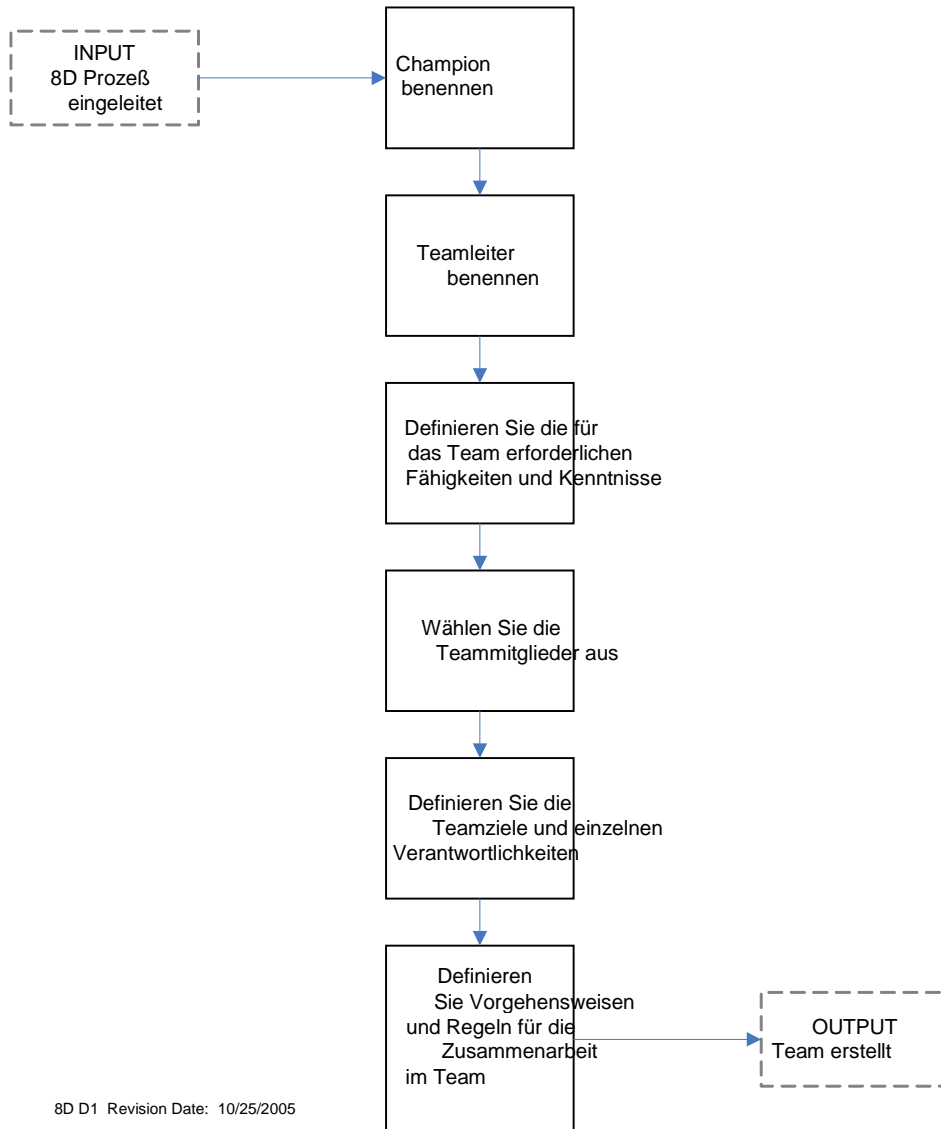 INPUT
8D Prozeß
eingeleitet
Champion
benennen
Teamleiter
benennen
Definieren Sie die für
das Team erforderlichen
Fähigkeiten und Kenntnisse
Wählen Sie die
Teammitglieder aus
Definieren Sie die
Teamziele und einzelnen
Verantwortlichkeiten
Definieren
Sie Vorgehensweisen
und Regeln für die
Zusammenarbeit
im Team
OUTPUT
Team erstellt
8D D1 Revision Date: 10/25/2005